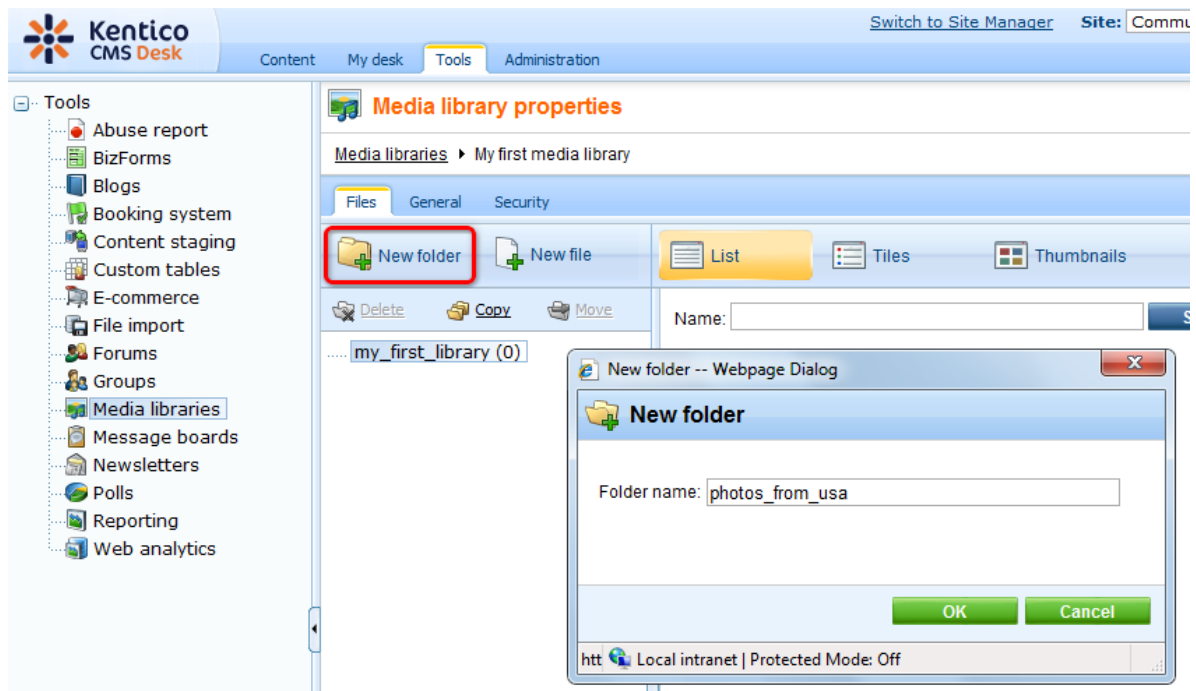 Kentico
CMS Desk
Switch to Site Manager Site: Commu
Content My desk Tools Administration
Tools
Abuse report
BizForms
Blogs
Booking system
Content staging
Custom tables
E-commerce
File import
Forums
Groups
Media libraries
Message boards
Newsletters
Polls
Reporting
Web analytics
Media library properties
Media libraries My first media library
Files General Security
New folder New file List Tiles Thumbnails
Delete Copy Move
Name: S
my_first_library (0)
New folder -- Webpage Dialog
New folder
Folder name: photos_from_usa
OK Cancel
htt Local intranet | Protected Mode: Off